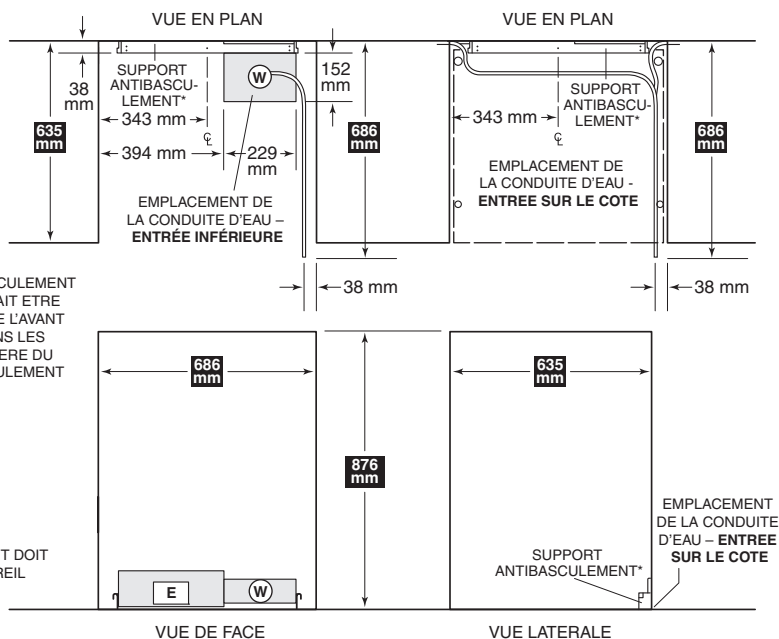 VUE EN PLAN
VUE EN PLAN
38
mm
SUPPORT
ANTIBASCU-
LEMENT*
W
152
mm
343 mm
394 mm
229
mm
635
mm
686
mm
EMPLACEMENT DE
LA CONDUITE D'EAU –
ENTRÉE INFÉRIEURE
38 mm
SUPPORT
ANTIBASCU-
LEMENT*
343 mm
EMPLACEMENT DE
LA CONDUITE D'EAU -
ENTREE SUR LE COTE
686
mm
38 mm
CULEMENT
AIT ETRE
E L'AVANT
NS LES
ERE DU
ULEMENT
T DOIT
REIL
686
mm
E
W
876
mm
635
mm
SUPPORT
ANTIBASCULEMENT*
EMPLACEMENT
DE LA CONDUITE
D'EAU – ENTREE
SUR LE COTE
VUE DE FACE
VUE LATERALE